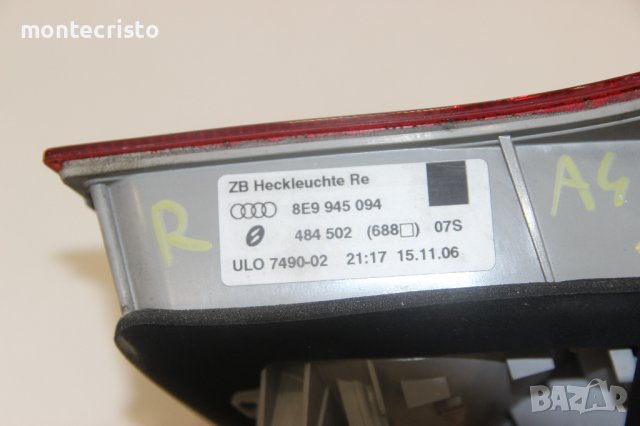 montecristo
ZB Heckleuchte Re
8E9 945 094
484 502 (688□) 07S
ULO 7490-02 21:17 15.11.06
R
A4
BAZAR